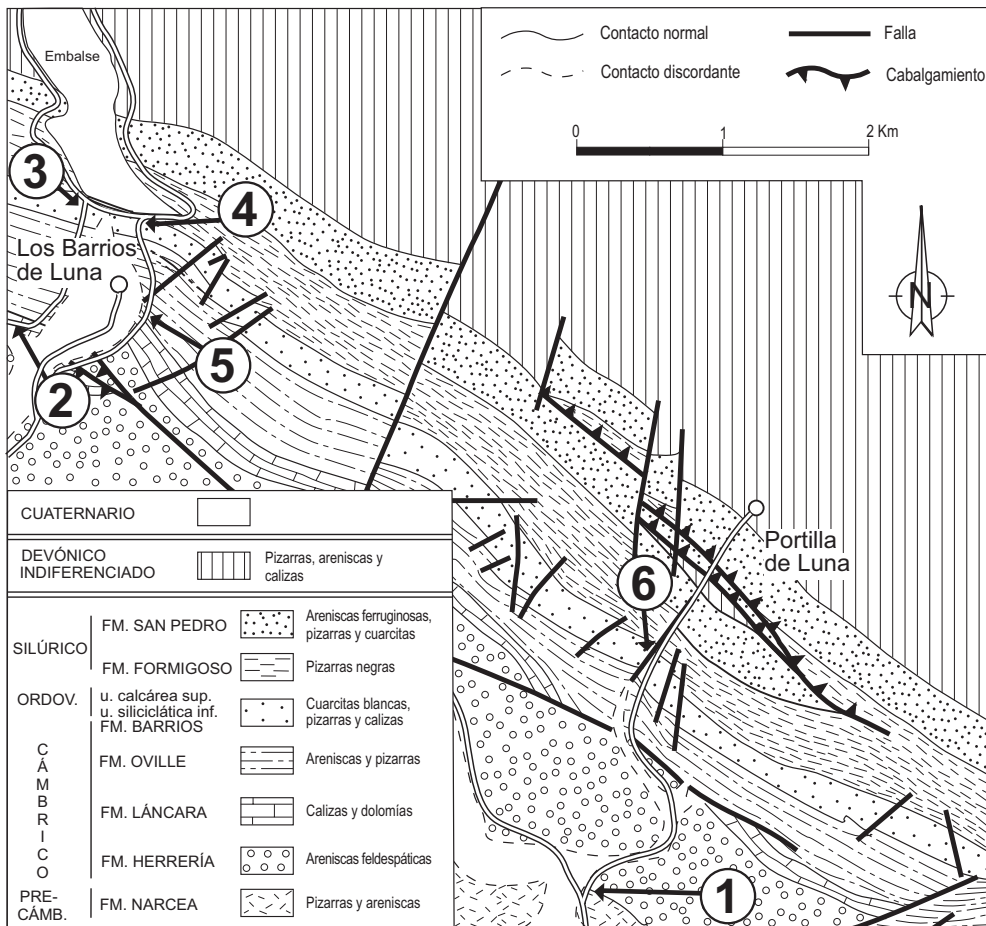 Embalse
Contacto normal
Falla
Contacto discordante
Cabalgamiento
0 1 2 Km
N
3
4
Los Barrios
de Luna
5
2
Portilla
de Luna
6
1
CUATERNARIO
DEVÓNICO
INDIFERENCIADO
Pizarras, areniscas y
calizas
SILÚRICO
FM. SAN PEDRO
Areniscas ferruginosas,
pizarras y cuarcitas
FM. FORMIGOSO
Pizarras negras
ORDOV.
u. calcárea sup.
u. siliciclática inf.
FM. BARRIOS
Cuarcitas blancas,
pizarras y calizas
C
Á
M
B
R
I
C
O
FM. OVILLE
Areniscas y pizarras
FM. LÁNCARA
Calizas y dolomías
FM. HERRERÍA
Areniscas feldespáticas
PRE-
CÁMB.
FM. NARCEA
Pizarras y areniscas